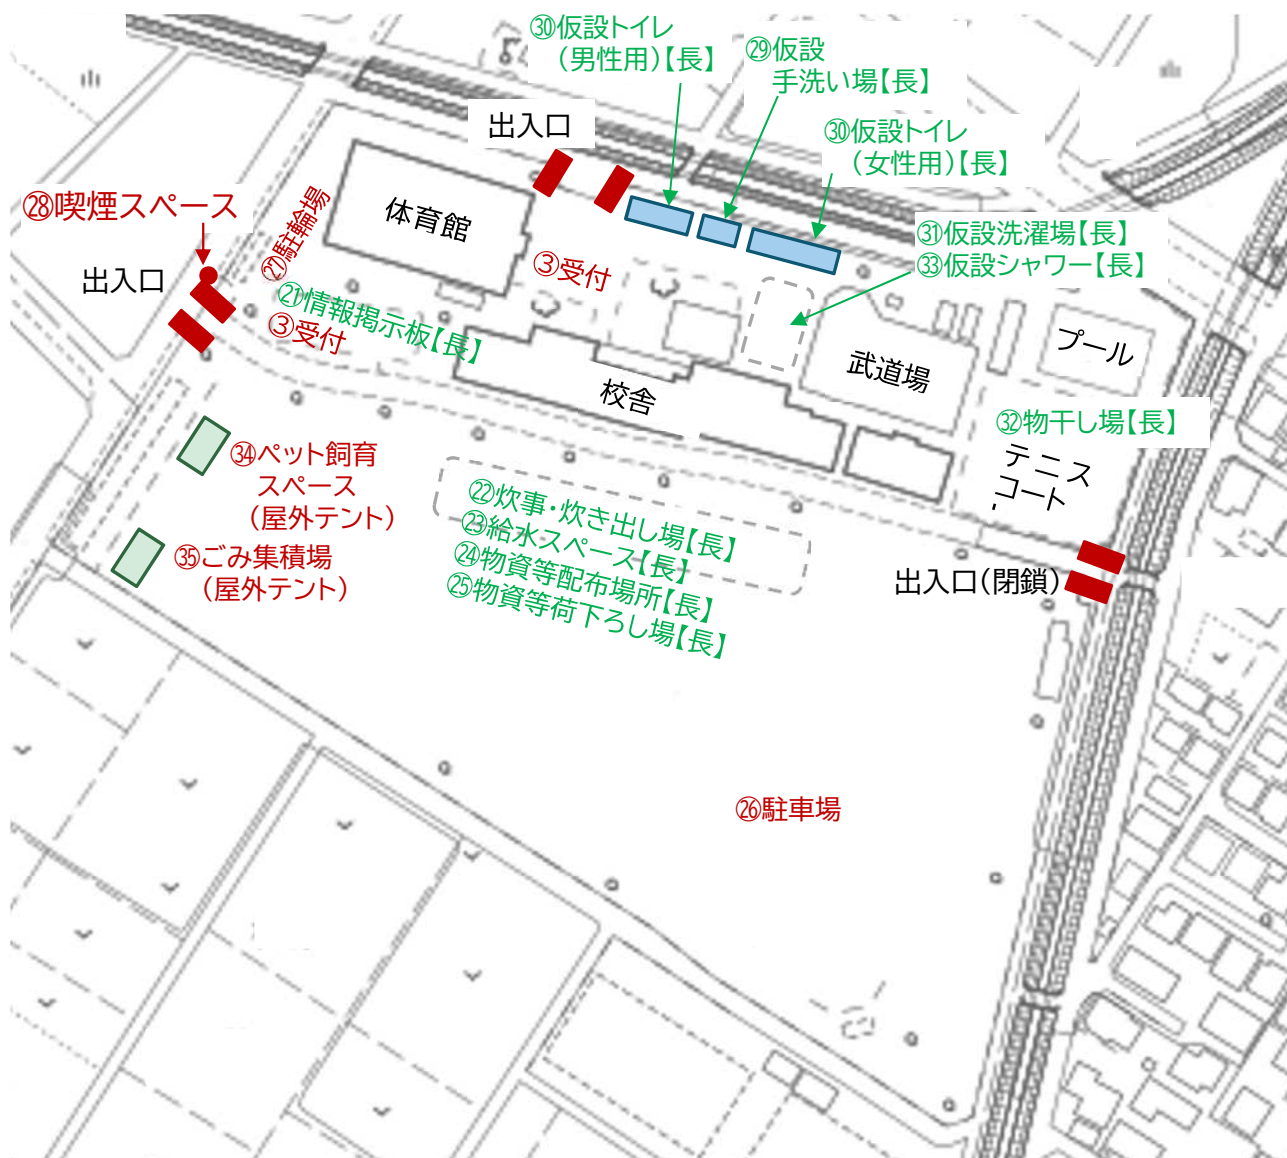 ㉚仮設トイレ
（男性用）【長】
㉙仮設
手洗い場【長】
出入口
㉚仮設トイレ
（女性用）【長】
㉘喫煙スペース
㉗駐輪場
体育館
㉛仮設洗濯場【長】
㉝仮設シャワー【長】
出入口
③受付
㉑情報掲示板【長】
③受付
プール
武道場
校舎
㉜物干し場【長】
テニス
コート
㉞ペット飼育
スペース
（屋外テント）
㉒炊事・炊き出し場【長】
㉓給水スペース【長】
㉔物資等配布場所【長】
㉕物資等荷下ろし場【長】
㉟ごみ集積場
（屋外テント）
出入口（閉鎖）
㉖駐車場